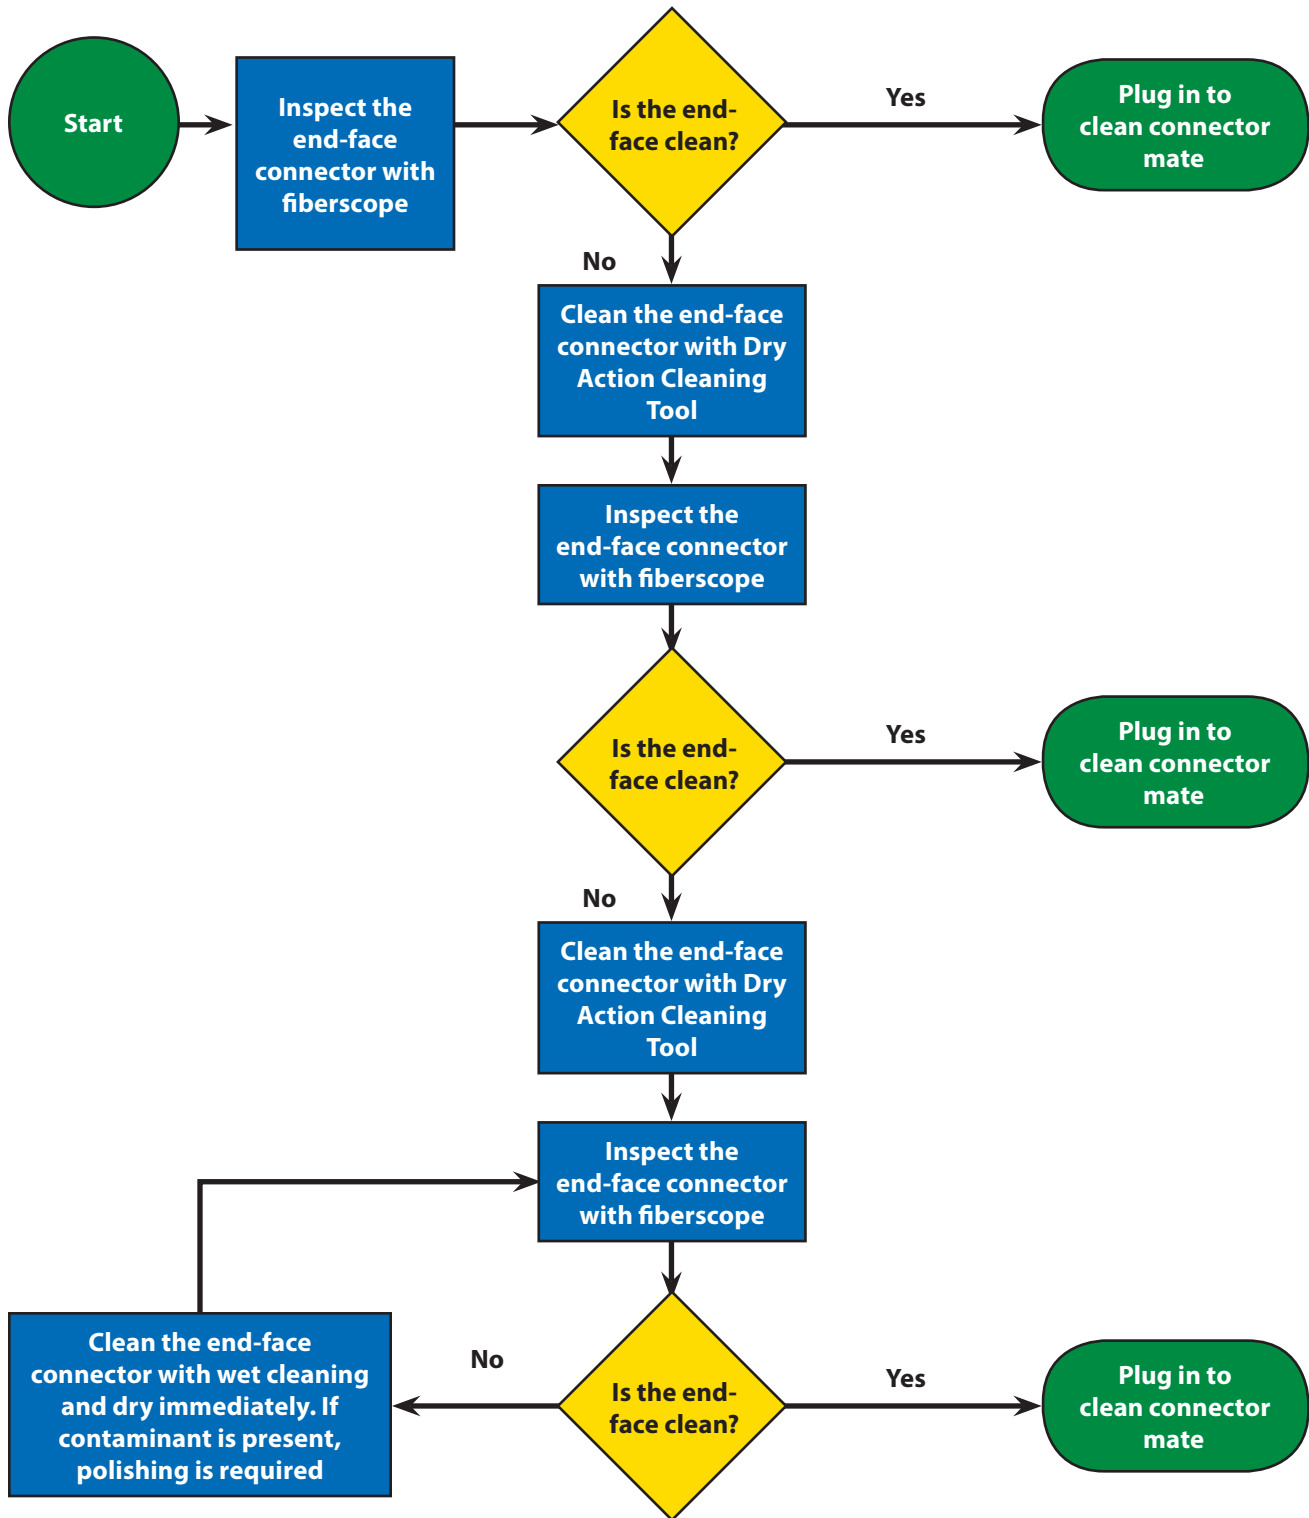 Start
Inspect the
end-face
connector with
fiberscope
Is the end-
face clean?
Yes
Plug in to
clean connector
mate
No
Clean the end-face
connector with Dry
Action Cleaning
Tool
Inspect the
end-face connector
with fiberscope
Is the end-
face clean?
Yes
Plug in to
clean connector
mate
No
Clean the end-face
connector with Dry
Action Cleaning
Tool
Inspect the
end-face connector
with fiberscope
Clean the end-face
connector with wet cleaning
and dry immediately. If
contaminant is present,
polishing is required
No
Is the end-
face clean?
Yes
Plug in to
clean connector
mate